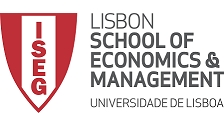 ISEG
LISBON
SCHOOL OF
ECONOMICS &
MANAGEMENT
UNIVERSIDADE DE LISBOA